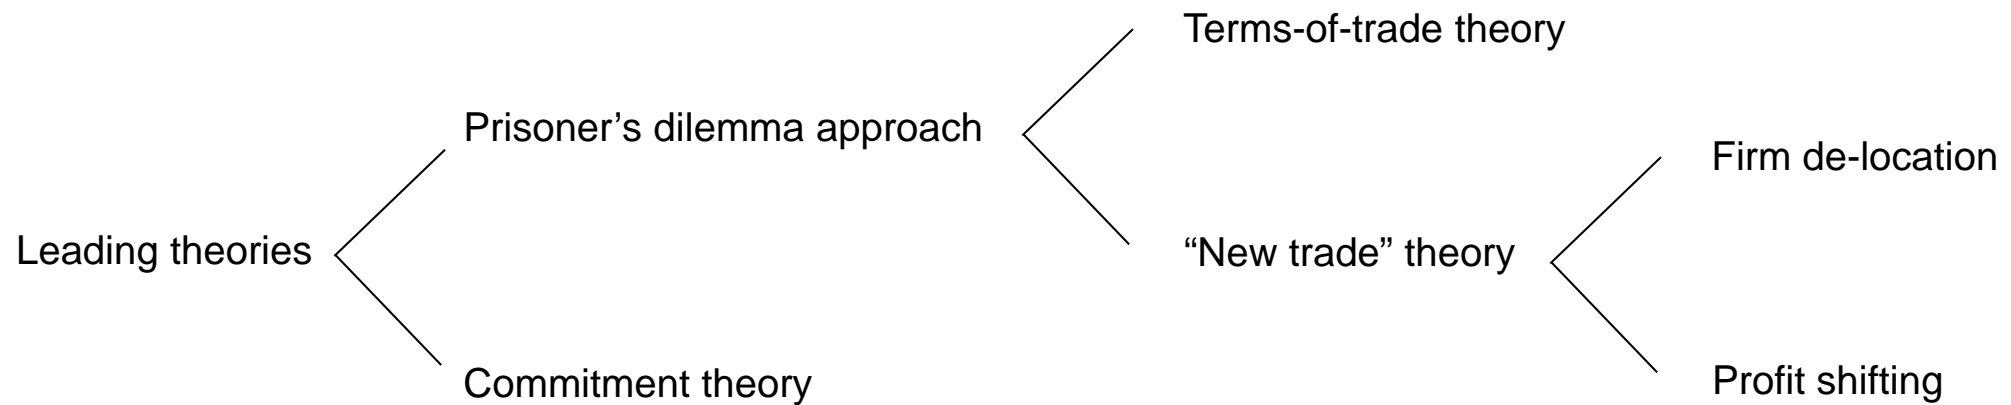 Terms-of-trade theory
Prisoner’s dilemma approach
Firm de-location
Leading theories
“New trade” theory
Commitment theory
Profit shifting